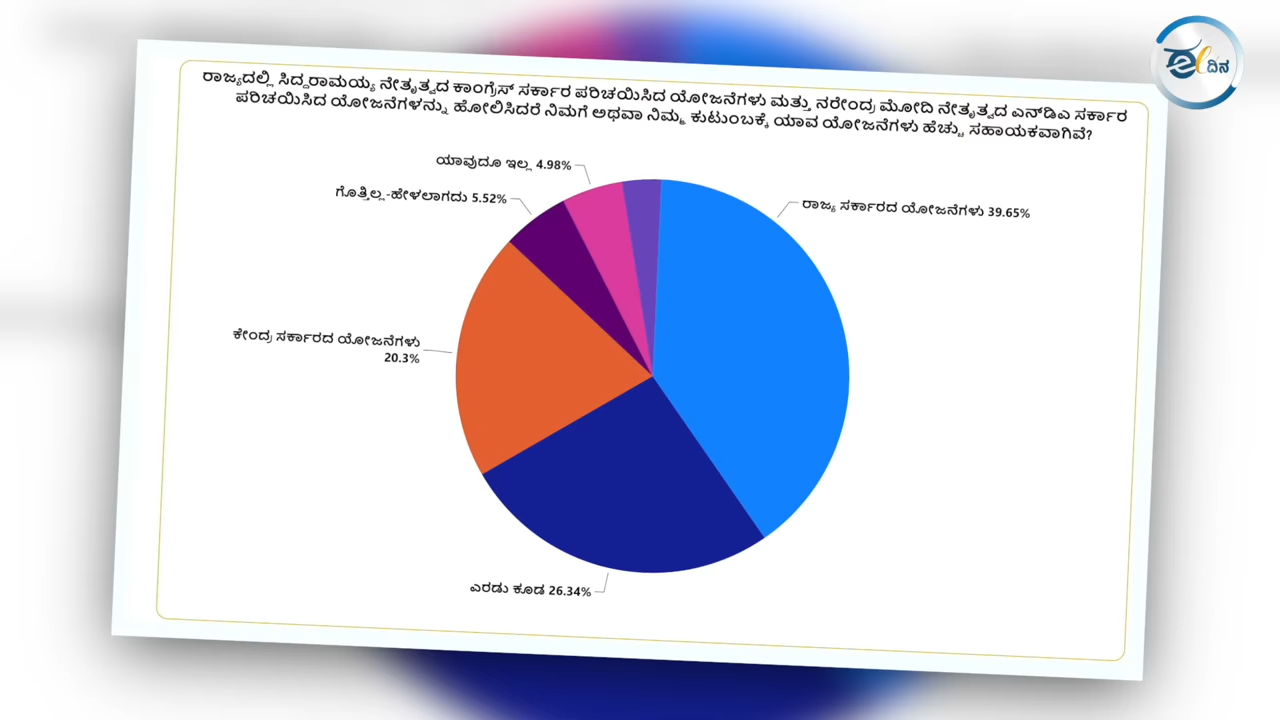 ರಾಜ್ಯದಲ್ಲಿ ಸಿದ್ದರಾಮಯ್ಯ ನೇತೃತ್ವದ ಕಾಂಗ್ರೆಸ್ ಸರ್ಕಾರ ಪರಿಚಯಿಸಿದ ಯೋಜನೆಗಳು ಮತ್ತು ನರೇಂದ್ರ ಮೋದಿ ನೇತೃತ್ವದ ಎನ್‌ಡಿಎ ಸರ್ಕಾರ
ಪರಿಚಯಿಸಿದ ಯೋಜನೆಗಳನ್ನು ಹೋಲಿಸಿದರೆ ನಿಮಗೆ ಅಥವಾ ನಿಮ್ಮ ಕುಟುಂಬಕ್ಕೆ ಯಾವ ಯೋಜನೆಗಳು ಹೆಚ್ಚು ಸಹಾಯಕವಾಗಿವೆ?
ಯಾವುದೂ ಇಲ್ಲ 4.98%
ಗೊತ್ತಿಲ್ಲ -ಹೇಳಲಾಗದು 5.52%
ರಾಜ್ಯ ಸರ್ಕಾರದ ಯೋಜನೆಗಳು 39.65%
ಕೇಂದ್ರ ಸರ್ಕಾರದ ಯೋಜನೆಗಳು
20.3%
ಎರಡು ಕೂಡ 26.34%
ದಿನ